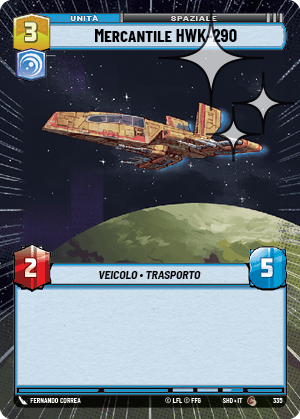 UNITÀ SPAZIALE
3 MERCANTILE HWK-290
2 VEICOLO • TRASPORTO 5
FERNANDO CORREA © LFL © FFG SHD • IT 335